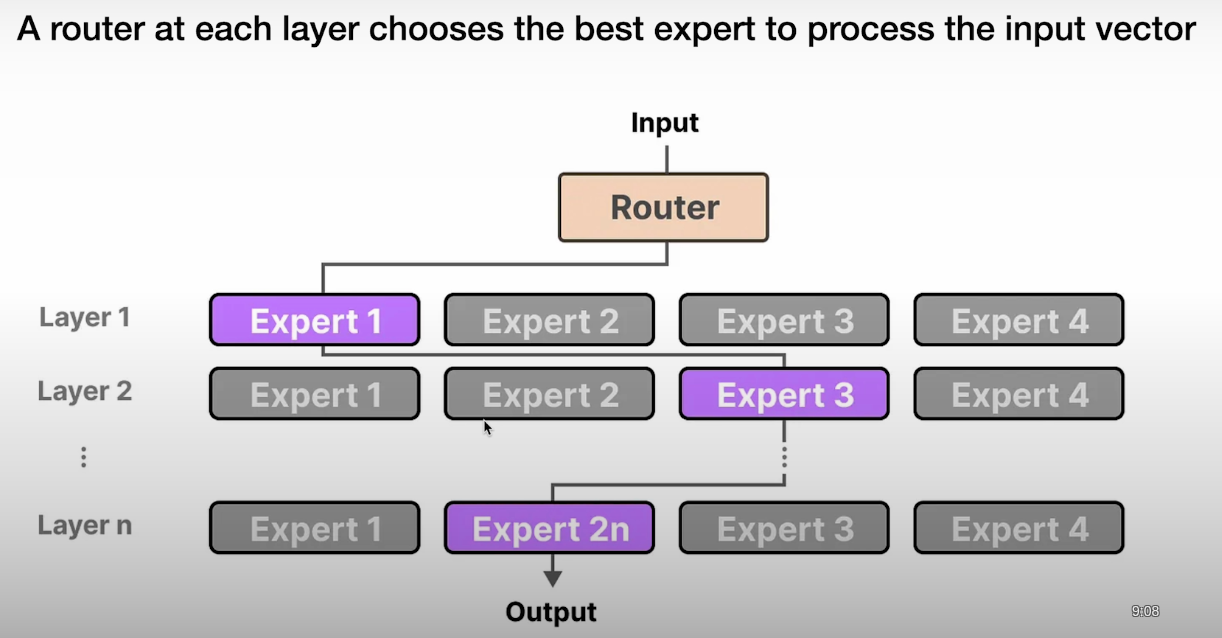 A router at each layer chooses the best expert to process the input vector
Input
Router
Layer 1
Expert 1
Expert 2
Expert 3
Expert 4
Layer 2
Expert 1
Expert 2
Expert 3
Expert 4
Layer n
Expert 1
Expert 2n
Expert 3
Expert 4
Output
9:08